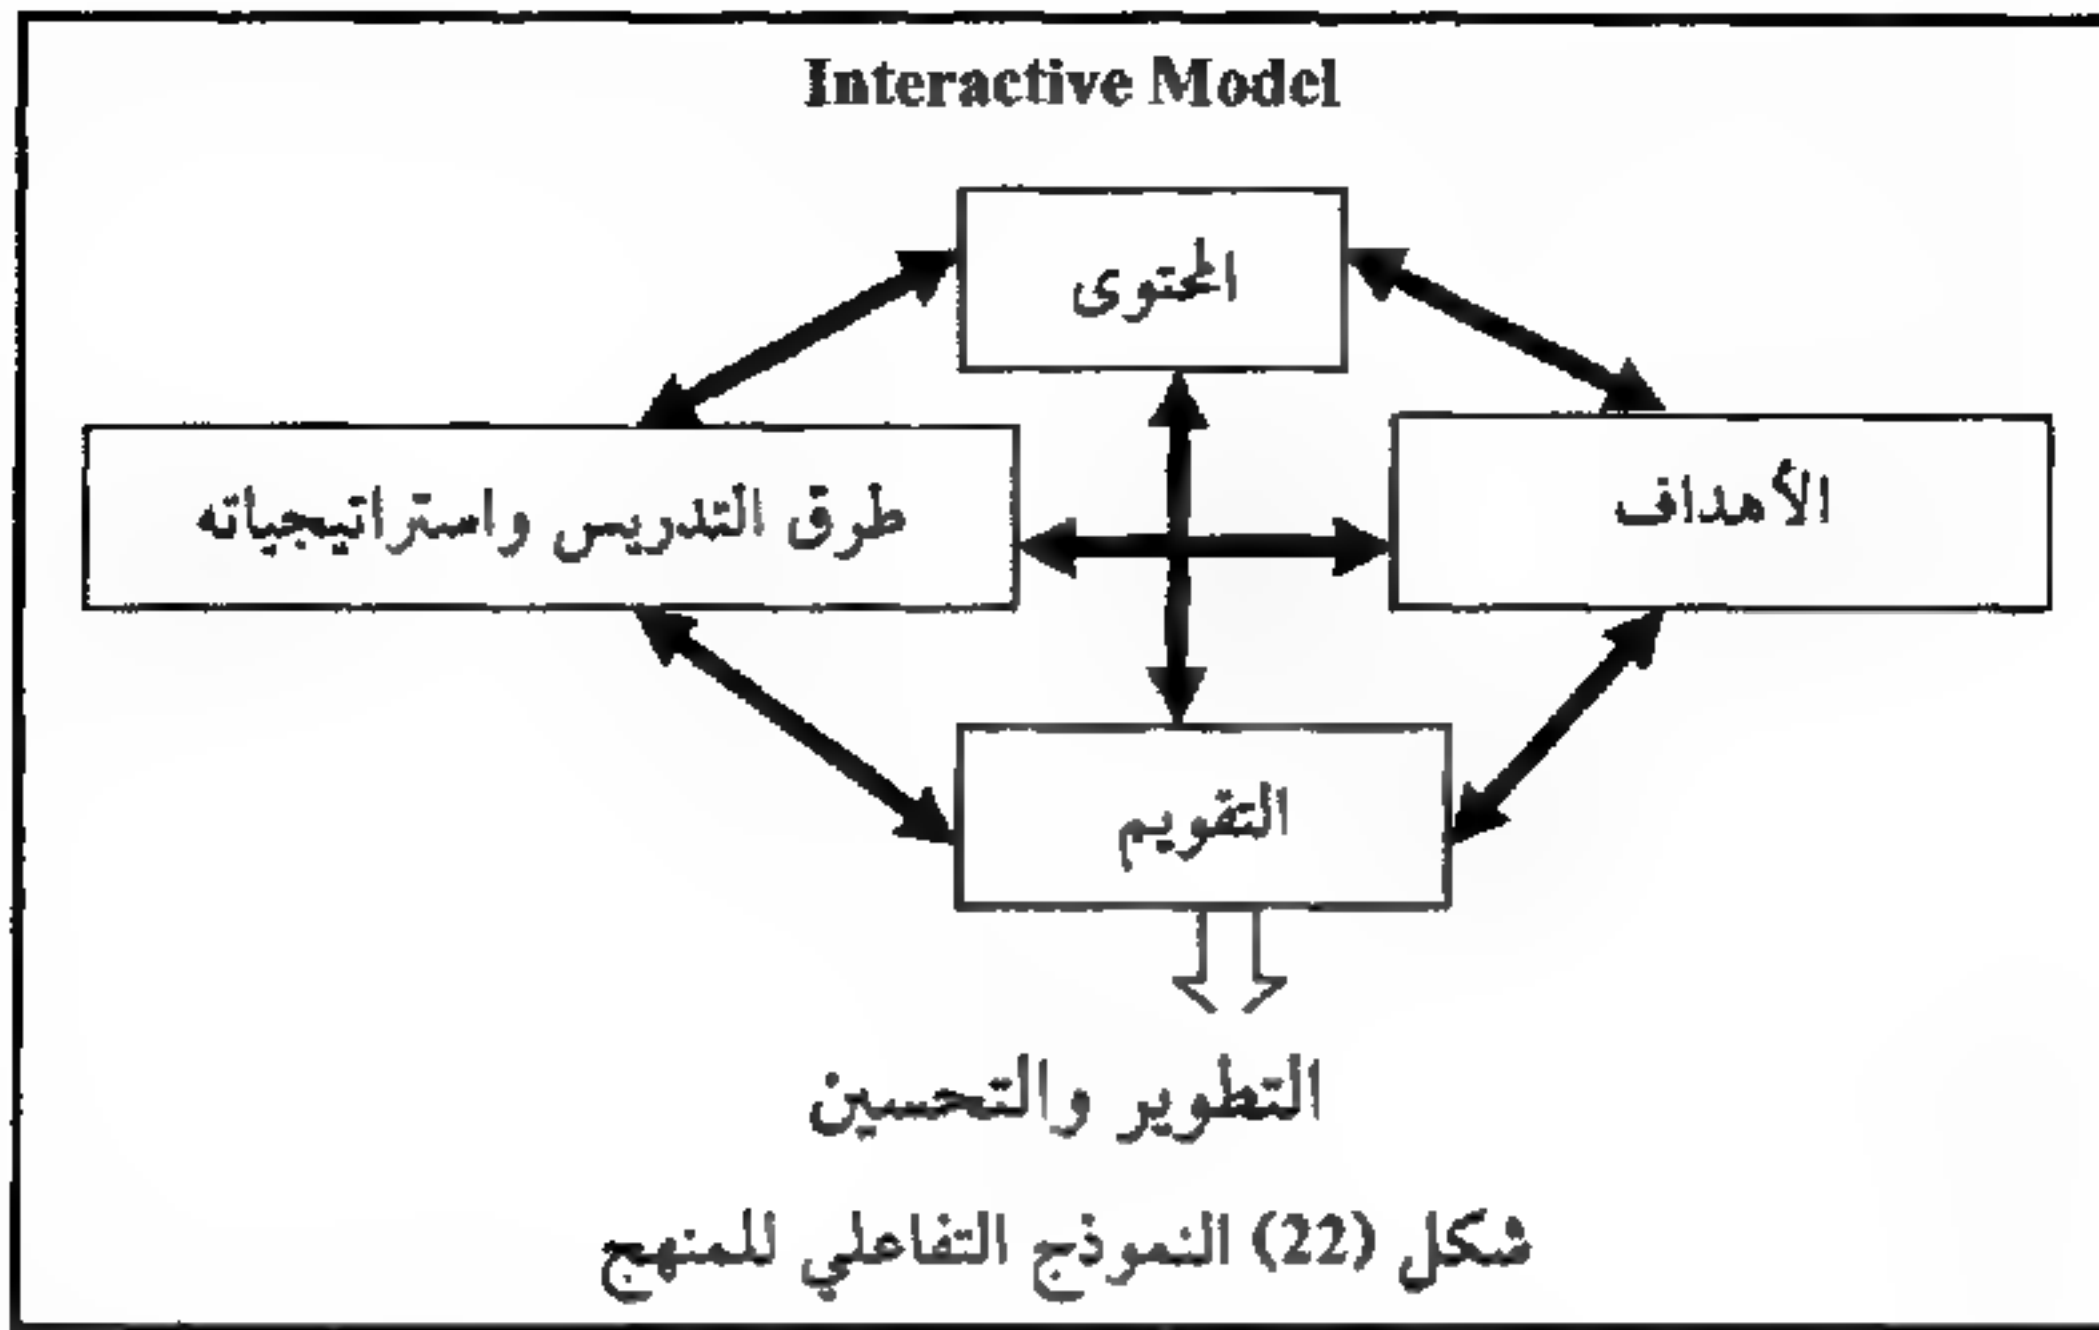 Interactive Model
المحتوى
الأهداف
طرق التدريس واستراتيجياته
التقويم
التطوير والتحسين
شكل (22) النموذج التفاعلي للمنهج